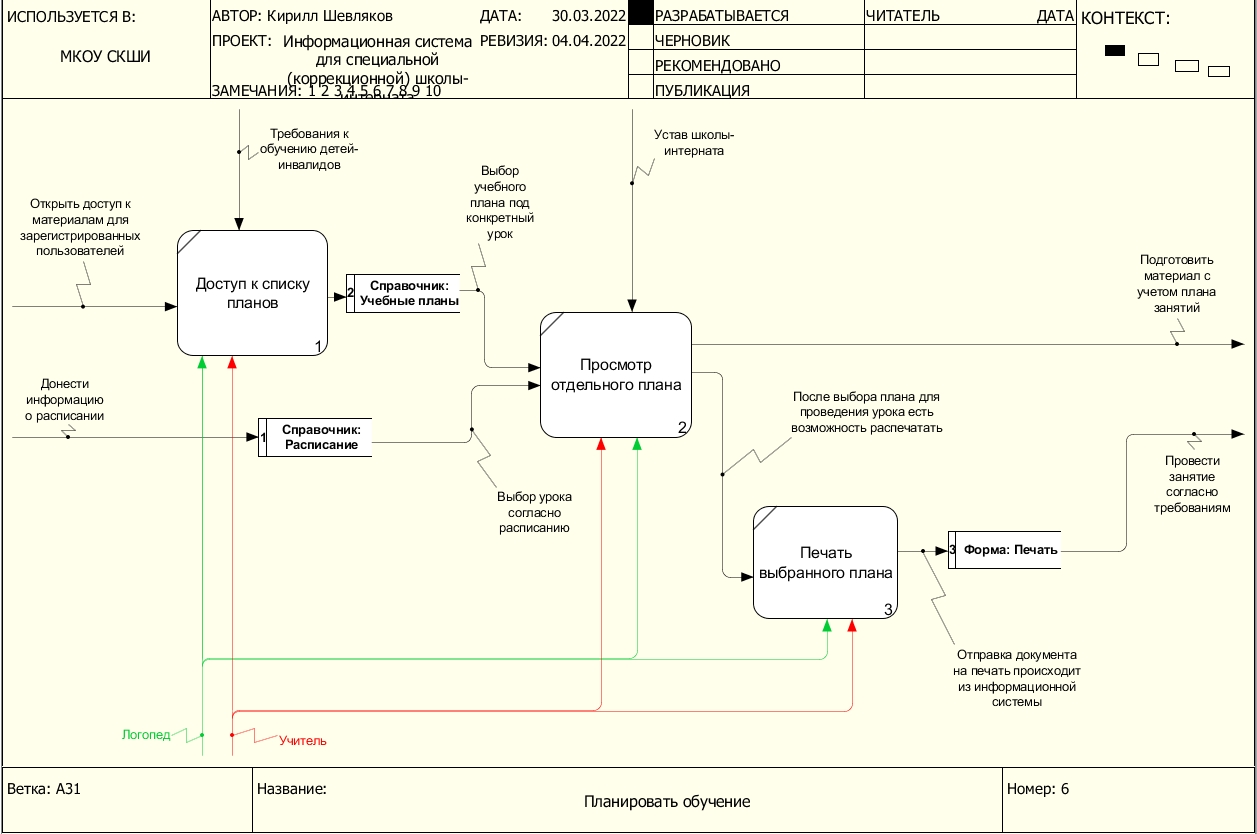 ИСПОЛЬЗУЕТСЯ В:
МКОУ СКШИ
АВТОР: Кирилл Шевляков
ДАТА: 30.03.2022
ПРОЕКТ: Информационная система
для специальной
(коррекционной) школы-
интерната
РЕВИЗИЯ: 04.04.2022
ЗАМЕЧАНИЯ: 1 2 3 4 5 6 7 8 9 10
РАЗРАБАТЫВАЕТСЯ
ЧЕРНОВИК
РЕКОМЕНДОВАНО
ПУБЛИКАЦИЯ
ЧИТАТЕЛЬ
ДАТА
КОНТЕКСТ:
Требования к
обучению детей-
инвалидов
Устав школы-
интерната
Выбор
учебного
плана под
конкретный
урок
Открыть доступ к
материалам для
зарегистрированных
пользователей
Доступ к списку
планов
1
2
Справочник:
Учебные планы
Подготовить
материал с
учетом плана
занятий
Просмотр
отдельного плана
2
Донести
информацию
о расписании
1
Справочник:
Расписание
После выбора плана для
проведения урока есть
возможность распечатать
Выбор урока
согласно
расписанию
Провести
занятие
согласно
требованиям
Печать
выбранного плана
3
3
Форма: Печать
Отправка документа
на печать происходит
из информационной
системы
Логопед
Учитель
Ветка: А31
Название:
Планировать обучение
Номер: 6